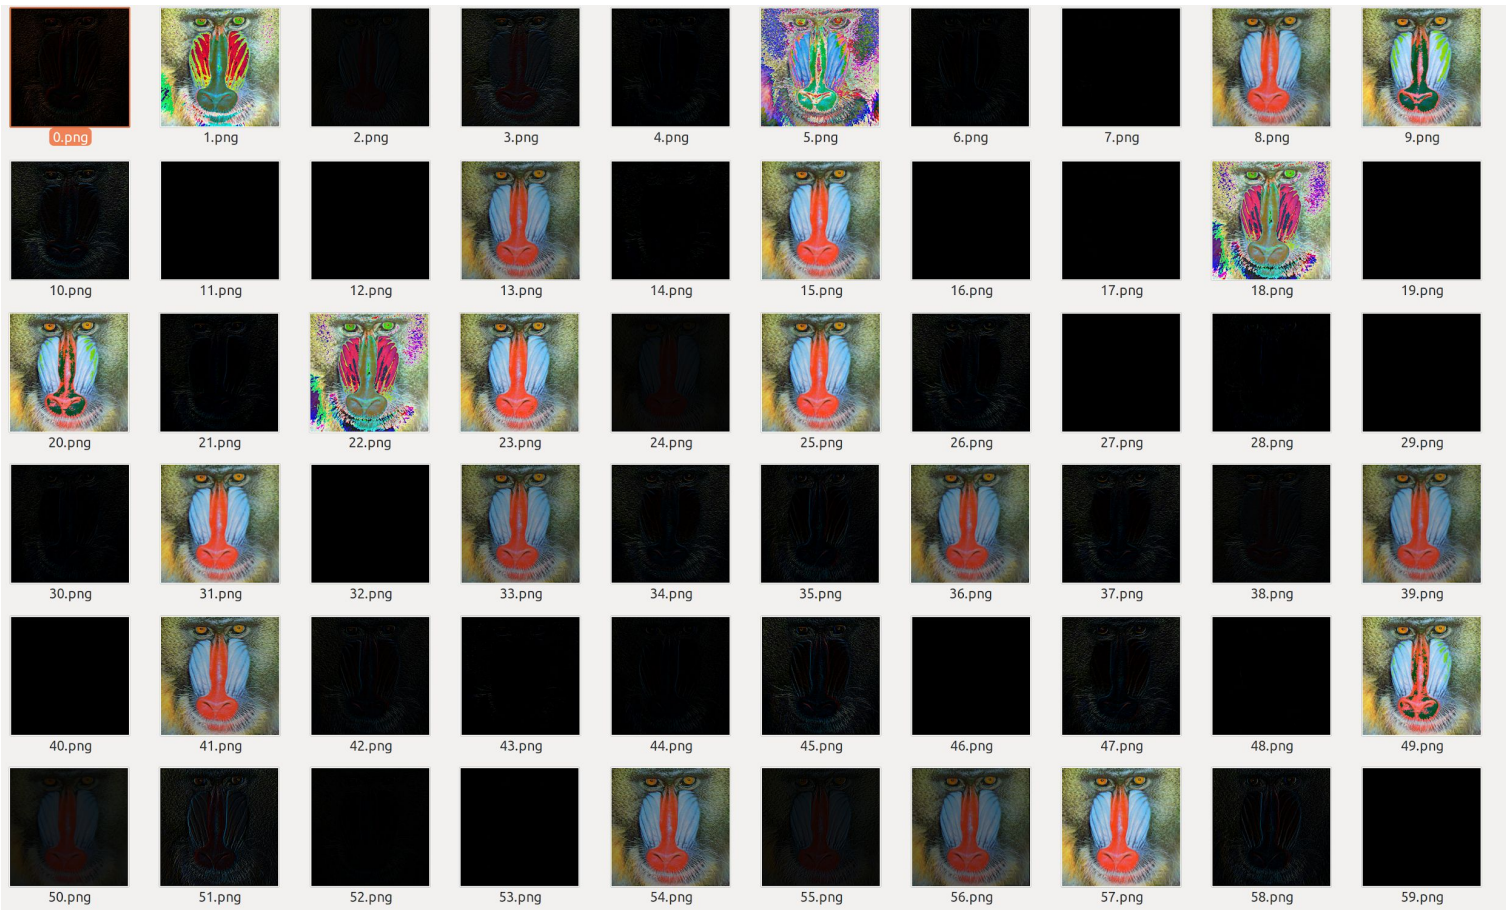 0.png 1.png 2.png 3.png 4.png 5.png 6.png 7.png 8.png 9.png
10.png 11.png 12.png 13.png 14.png 15.png 16.png 17.png 18.png 19.png
20.png 21.png 22.png 23.png 24.png 25.png 26.png 27.png 28.png 29.png
30.png 31.png 32.png 33.png 34.png 35.png 36.png 37.png 38.png 39.png
40.png 41.png 42.png 43.png 44.png 45.png 46.png 47.png 48.png 49.png
50.png 51.png 52.png 53.png 54.png 55.png 56.png 57.png 58.png 59.png